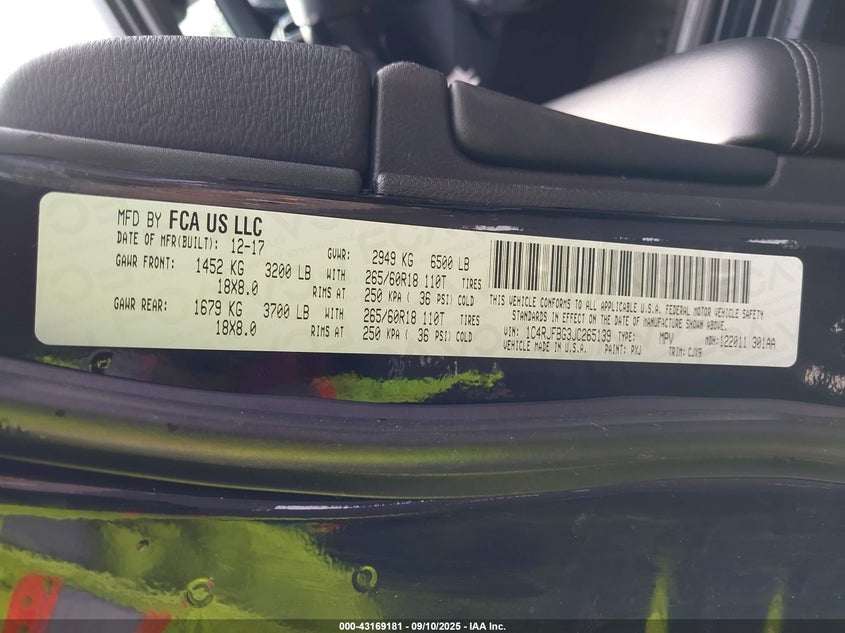 MFD BY FCA US LLC
DATE OF MFR(BUILT): 12-17 GVWR: 2949 KG 6500 LB
GAWR FRONT: 1452 KG 3200 LB WITH 265/60R18 110T TIRES
18X8.0 RIMS AT 250 KPA ( 36 PSI) COLD
GAWR REAR: 1679 KG 3700 LB WITH 265/60R18 110T TIRES
18X8.0 RIMS AT 250 KPA ( 36 PSI) COLD
THIS VEHICLE CONFORMS TO ALL APPLICABLE U.S.A. FEDERAL MOTOR VEHICLE SAFETY
STANDARDS IN EFFECT ON THE DATE OF MANUFACTURE SHOWN ABOVE.
VIN: 1C4RJFBG3JC265139 TYPE: MPV MDH: 122011 301AA
VEHICLE MADE IN U.S.A. PAINT: PXJ TRIM: CJX9
000-43169181 - 09/10/2025 - IAA Inc.